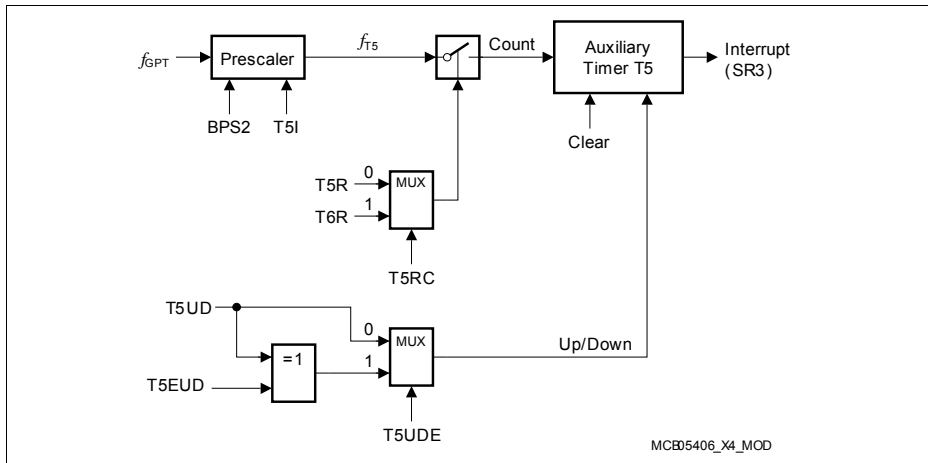 fGPT
Prescaler
fT5
Count
Auxiliary
Timer T5
Interrupt
(SR3)
BPS2
T5I
Clear
T5R
0
MUX
T6R
1
T5RC
T5UD
0
MUX
=1
1
Up/Down
T5EUD
T5UDE
MCB05406_X4_MOD